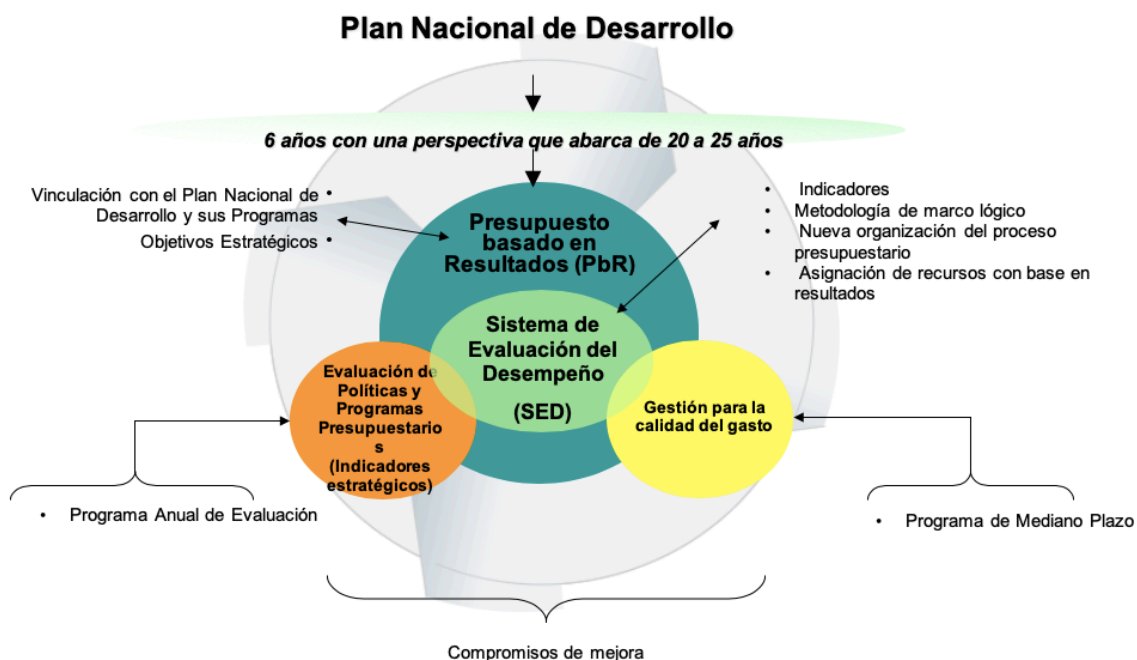 Plan Nacional de Desarrollo
6 años con una perspectiva que abarca de 20 a 25 años
Vinculación con el Plan Nacional de •
Desarrollo y sus Programas
Objetivos Estratégicos •
Presupuesto
basado en
Resultados (PbR)
• Indicadores
• Metodología de marco lógico
• Nueva organización del proceso
presupuestario
• Asignación de recursos con base en
resultados
Sistema de
Evaluación del
Desempeño
(SED)
Evaluación de
Políticas y
Programas
Presupuestario
s
(Indicadores
estratégicos)
Gestión para la
calidad del gasto
• Programa Anual de Evaluación
• Programa de Mediano Plazo
Compromisos de mejora